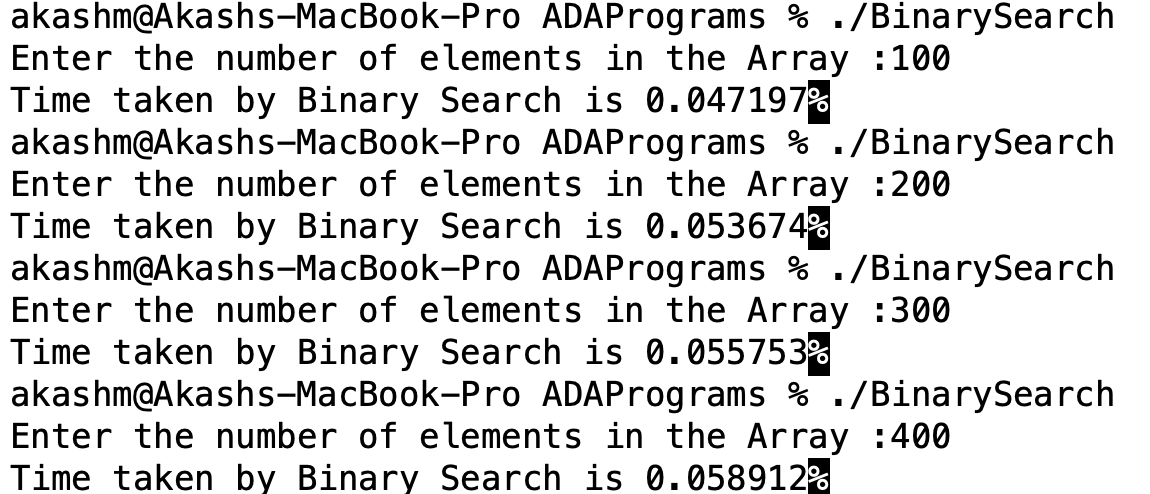 akashm@Akashs-MacBook-Pro ADAPrograms % ./BinarySearch
Enter the number of elements in the Array :100
Time taken by Binary Search is 0.047197%
akashm@Akashs-MacBook-Pro ADAPrograms % ./BinarySearch
Enter the number of elements in the Array :200
Time taken by Binary Search is 0.053674%
akashm@Akashs-MacBook-Pro ADAPrograms % ./BinarySearch
Enter the number of elements in the Array :300
Time taken by Binary Search is 0.055753%
akashm@Akashs-MacBook-Pro ADAPrograms % ./BinarySearch
Enter the number of elements in the Array :400
Time taken by Binary Search is 0.058912%